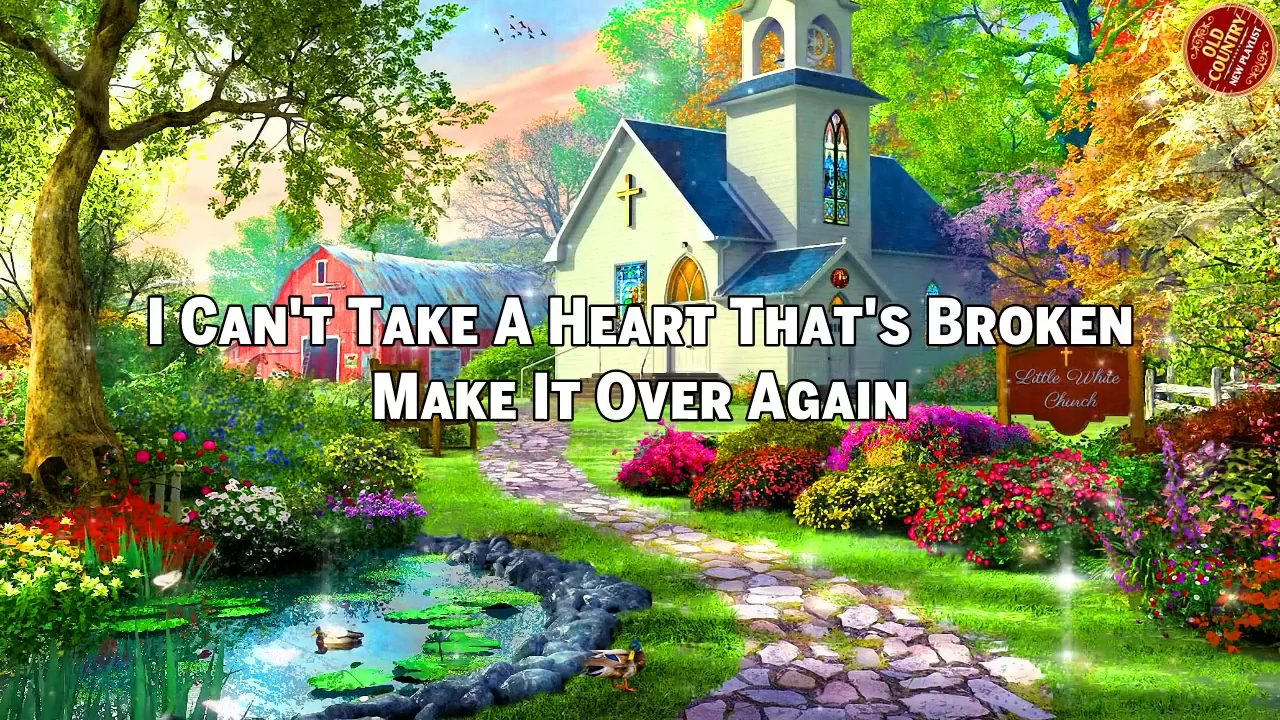 OLD
COUNTRY
NEW PLAYLIST
I Can't Take A Heart That's Broken
Make It Over Again
Little White
Church